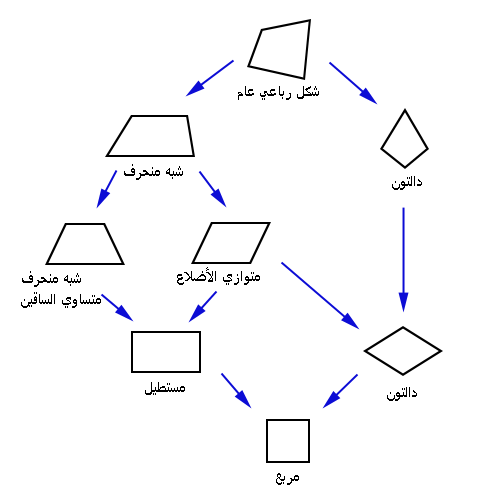 شكل رباعي عام
شبه منحرف
دالتون
شبه منحرف
متساوي الساقين
متوازي الأضلاع
مستطيل
دالتون
مربع